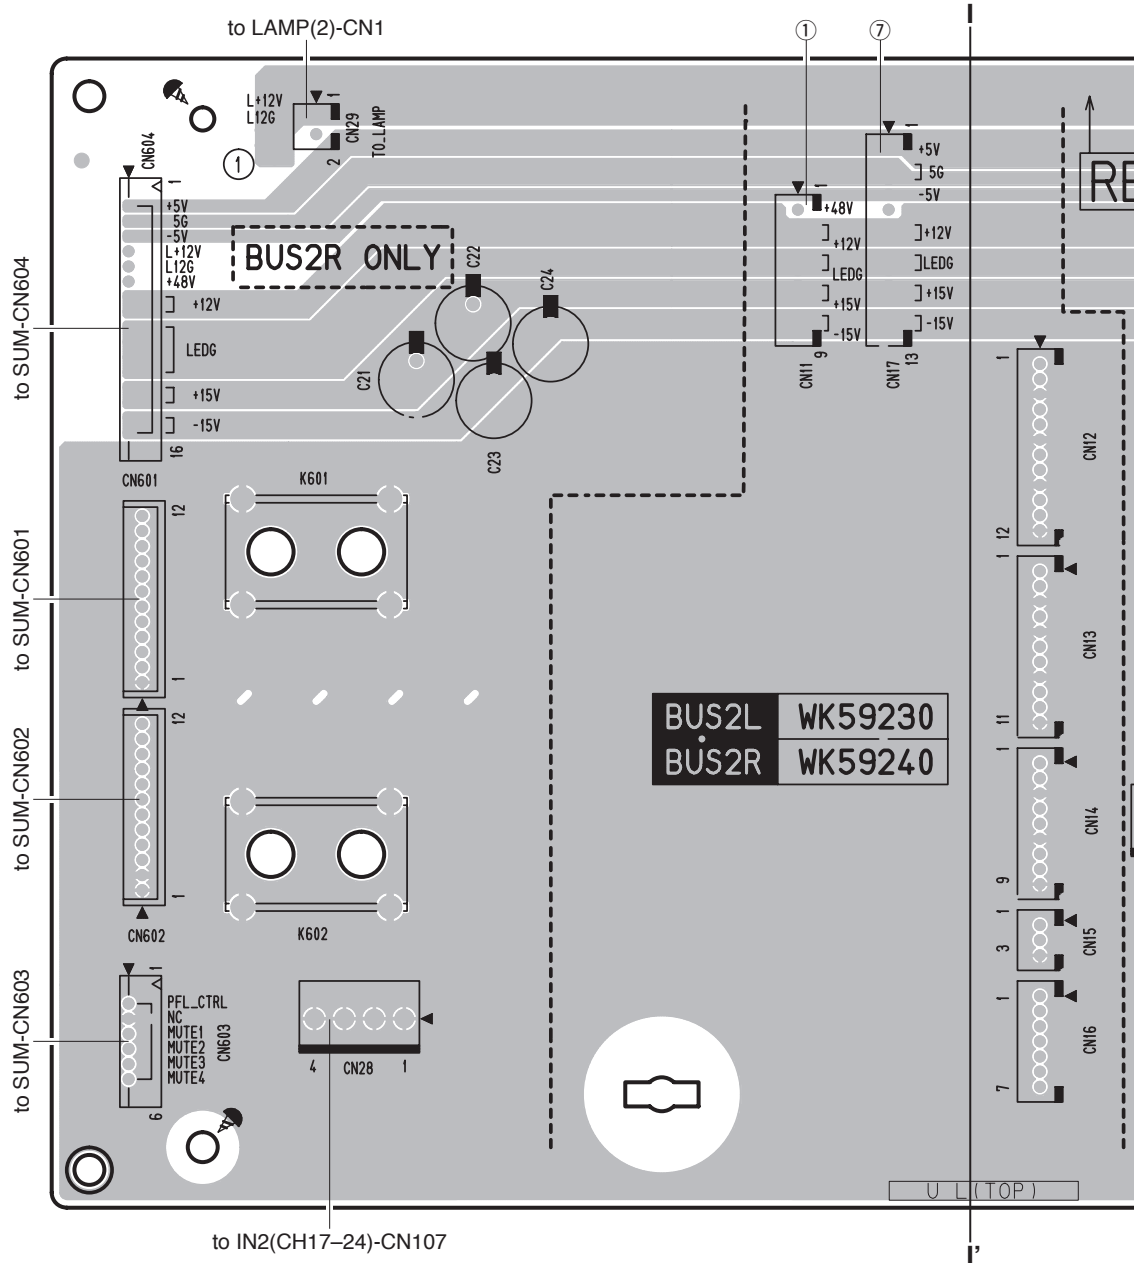 to LAMP(2)-CN1
I
①
⑦
L+12V
L12G
1
CN29
2
TO_LAMP
①
CN604
1
+5V
5G
-5V
L+12V
L12G
+48V
+12V
LEDG
+15V
-15V
16
to SUM-CN604
BUS2R ONLY
C22
C24
C21
C23
1
+48V
+12V
LEDG
+15V
-15V
9
CN11
1
+5V
5G
-5V
+12V
LEDG
+15V
-15V
13
CN17
RE
1
CN12
12
CN601
12
1
to SUM-CN601
K601
1
CN13
11
12
1
to SUM-CN602
CN602
K602
BUS2L WK59230
BUS2R WK59240
1
CN14
9
1
CN15
3
1
CN16
7
1
PFL_CTRL
NC
MUTE1
MUTE2
MUTE3
MUTE4
CN603
6
to SUM-CN603
4 CN28 1
U L(TOP)
to IN2(CH17–24)-CN107
I’